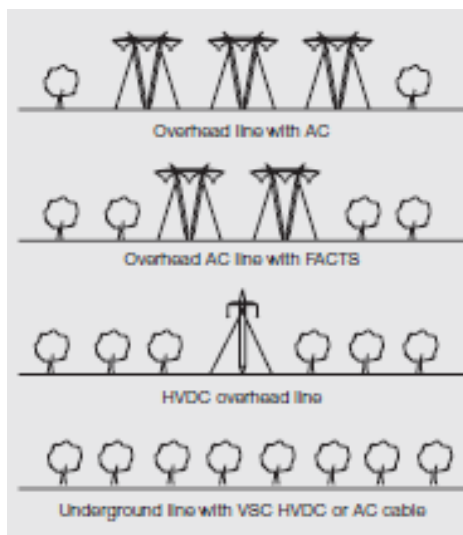 Overhead line with AC
Overhead AC line with FACTS
HVDC overhead line
Underground line with VSC HVDC or AC cable